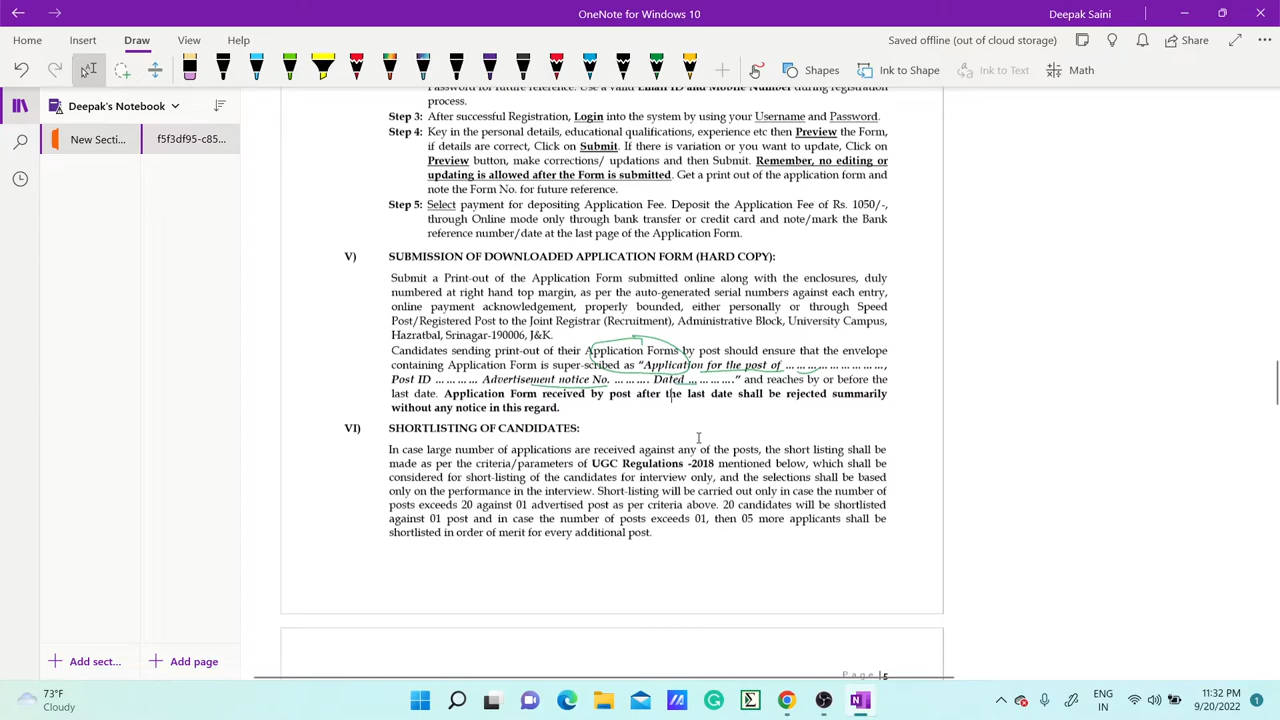 OneNote for Windows 10
Deepak Saini
Home Insert Draw View Help
Saved offline (out of cloud storage)
Share
Shapes
Ink to Shape
Ink to Text
Math
Deepak's Notebook
New Secti...
f5f3df95-c85...
Password for future reference. Use a valid Email ID and Mobile Number during registration
process.
Step 3: After successful Registration, Login into the system by using your Username and Password.
Step 4: Key in the personal details, educational qualifications, experience etc then Preview the Form,
if details are correct, Click on Submit. If there is variation or you want to update, Click on
Preview button, make corrections/ updations and then Submit. Remember, no editing or
updating is allowed after the Form is submitted. Get a print out of the application form and
note the Form No. for future reference.
Step 5: Select payment for depositing Application Fee. Deposit the Application Fee of Rs. 1050/-,
through Online mode only through bank transfer or credit card and note/mark the Bank
reference number/date at the last page of the Application Form.
V) SUBMISSION OF DOWNLOADED APPLICATION FORM (HARD COPY):
Submit a Print-out of the Application Form submitted online along with the enclosures, duly
numbered at right hand top margin, as per the auto-generated serial numbers against each entry,
online payment acknowledgement, properly bounded, either personally or through Speed
Post/Registered Post to the Joint Registrar (Recruitment), Administrative Block, University Campus,
Hazratbal, Srinagar-190006, J&K.
Candidates sending print-out of their Application Forms by post should ensure that the envelope
containing Application Form is super-scribed as "Application for the post of ... ... ... ... ... ...,
Post ID ... ... ... Advertisement notice No. ... ... .... Dated ... ... ...." and reaches by or before the
last date. Application Form received by post after the last date shall be rejected summarily
without any notice in this regard.
VI) SHORTLISTING OF CANDIDATES:
In case large number of applications are received against any of the posts, the short listing shall be
made as per the criteria/parameters of UGC Regulations -2018 mentioned below, which shall be
considered for short-listing of the candidates for interview only, and the selections shall be based
only on the performance in the interview. Short-listing will be carried out only in case the number of
posts exceeds 20 against 01 advertised post as per criteria above. 20 candidates will be shortlisted
against 01 post and in case the number of posts exceeds 01, then 05 more applicants shall be
shortlisted in order of merit for every additional post.
Page |5
Add sect...
Add page
73°F
Cloudy
ENG
IN
11:32 PM
9/20/2022
1